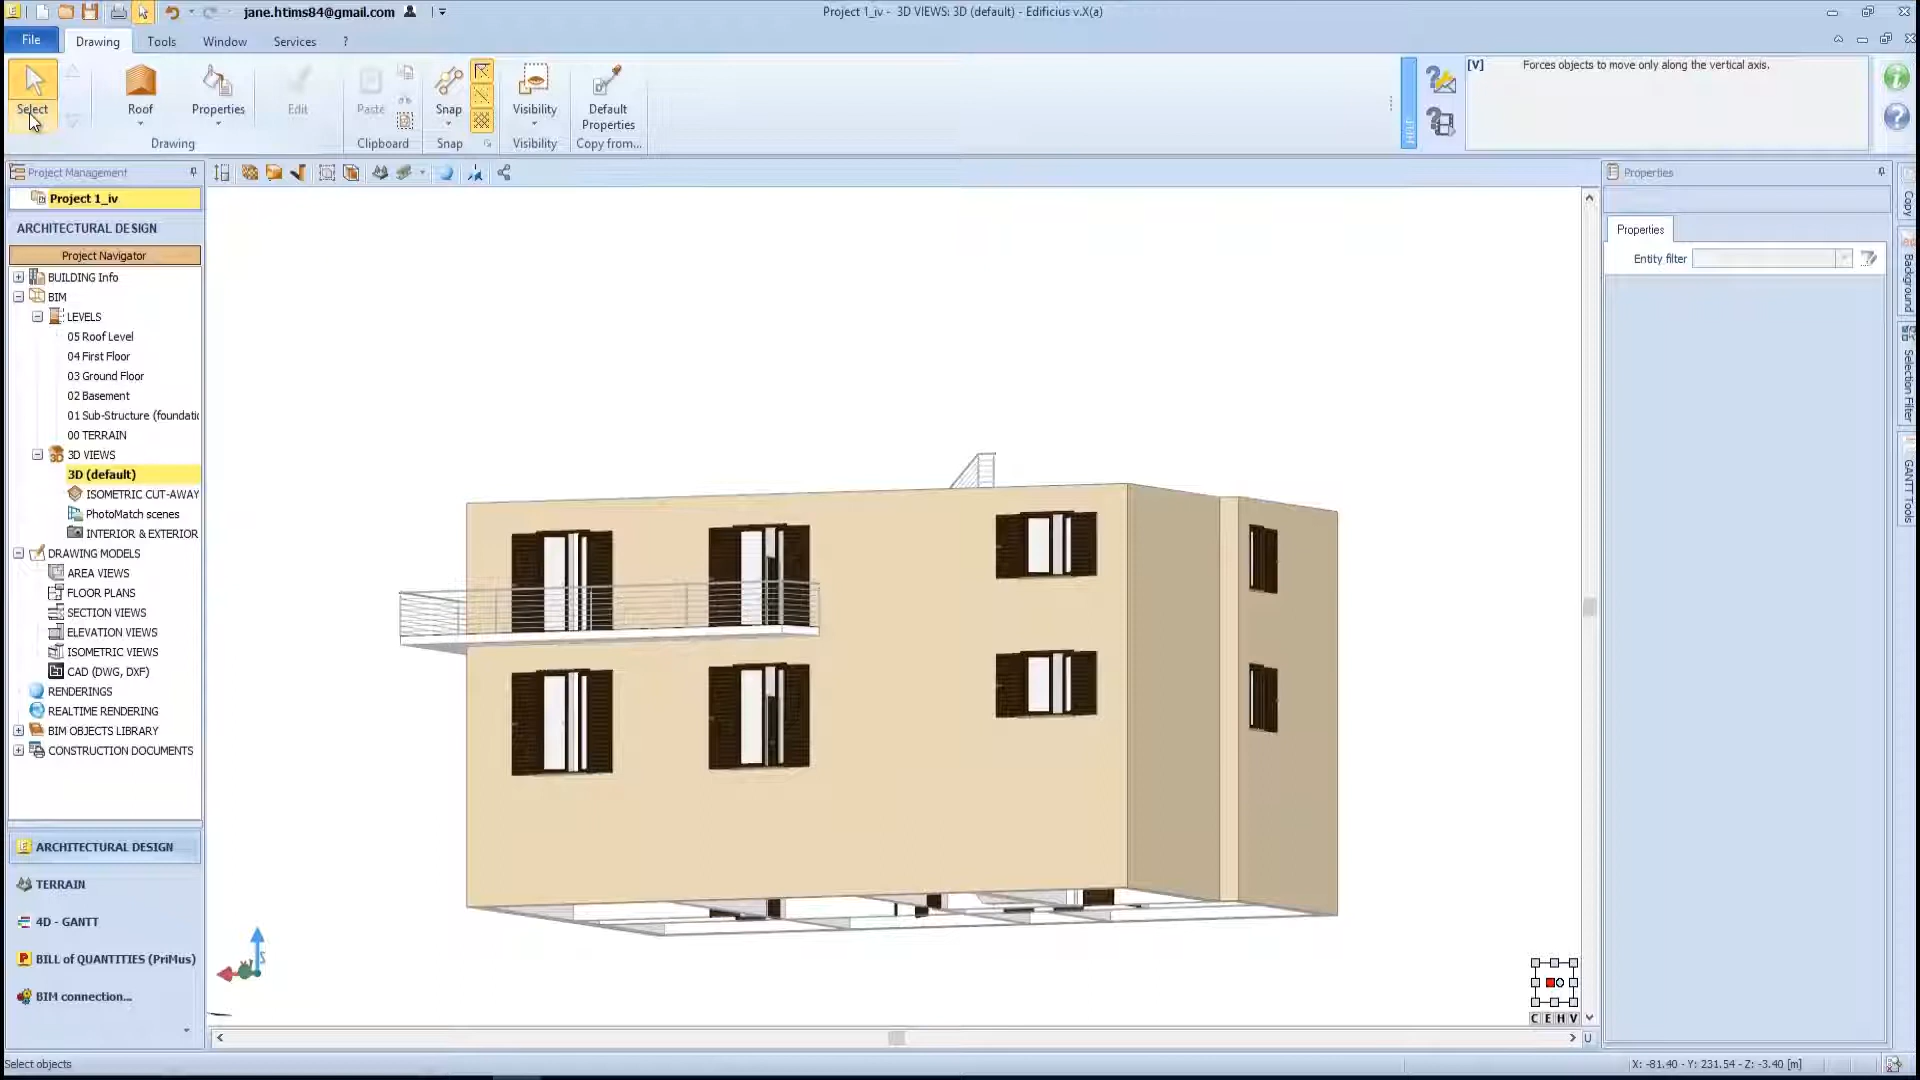 jane.htims84@gmail.com
Project 1_iv - 3D VIEWS: 3D (default) - Edificius v.X(a)
File
Drawing
Tools
Window
Services
?
Select
Roof
Properties
Edit
Paste
Snap
Visibility
Default
Properties
Drawing
Clipboard
Snap
Visibility
Copy from...
HELP
[V]
Forces objects to move only along the vertical axis.
Project Management
Project 1_iv
ARCHITECTURAL DESIGN
Project Navigator
BUILDING Info
BIM
LEVELS
05 Roof Level
04 First Floor
03 Ground Floor
02 Basement
01 Sub-Structure (foundati
00 TERRAIN
3D VIEWS
3D (default)
ISOMETRIC CUT-AWAY
PhotoMatch scenes
INTERIOR & EXTERIOR
DRAWING MODELS
AREA VIEWS
FLOOR PLANS
SECTION VIEWS
ELEVATION VIEWS
ISOMETRIC VIEWS
CAD (DWG, DXF)
RENDERINGS
REALTIME RENDERING
BIM OBJECTS LIBRARY
CONSTRUCTION DOCUMENTS
ARCHITECTURAL DESIGN
TERRAIN
4D - GANTT
BILL of QUANTITIES (PriMus)
BIM connection...
Properties
Properties
Entity filter
Copy
Background
Selection Filter
GANTT Tools
C E H V
U
Select objects
X: -81.40 - Y: 231.54 - Z: -3.40 [m]